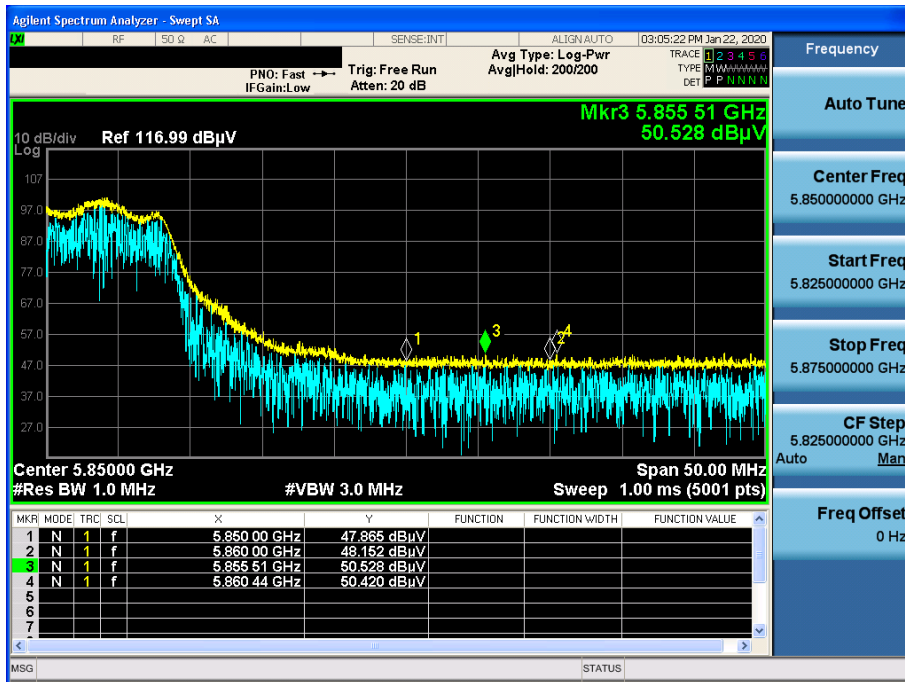 Agilent Spectrum Analyzer - Swept SA
LXI RF 50 Ω AC SENSE:INT ALIGN AUTO 03:05:22 PM Jan 22, 2020
Frequency
PNO: Fast Trig: Free Run Avg Type: Log-Pwr TRACE 1 2 3 4 5 6
IFGain:Low Atten: 20 dB Avg|Hold: 200/200 TYPE MWWWWW
DET P P N N N N
Auto Tune
Mkr3 5.855 51 GHz
50.528 dBµV
10 dB/div Ref 116.99 dBµV
Log
107
97.0
87.0
77.0
67.0
57.0
47.0
37.0
27.0
1
3
2
4
Center Freq
5.850000000 GHz
Start Freq
5.825000000 GHz
Stop Freq
5.875000000 GHz
CF Step
5.825000000 GHz
Auto Man
Freq Offset
0 Hz
Center 5.85000 GHz Span 50.00 MHz
#Res BW 1.0 MHz #VBW 3.0 MHz Sweep 1.00 ms (5001 pts)
MKR MODE TRC SCL X Y FUNCTION FUNCTION WIDTH FUNCTION VALUE
1 N 1 f 5.850 00 GHz 47.865 dBµV
2 N 1 f 5.860 00 GHz 48.152 dBµV
3 N 1 f 5.855 51 GHz 50.528 dBµV
4 N 1 f 5.860 44 GHz 50.420 dBµV
5
6
7
MSG STATUS